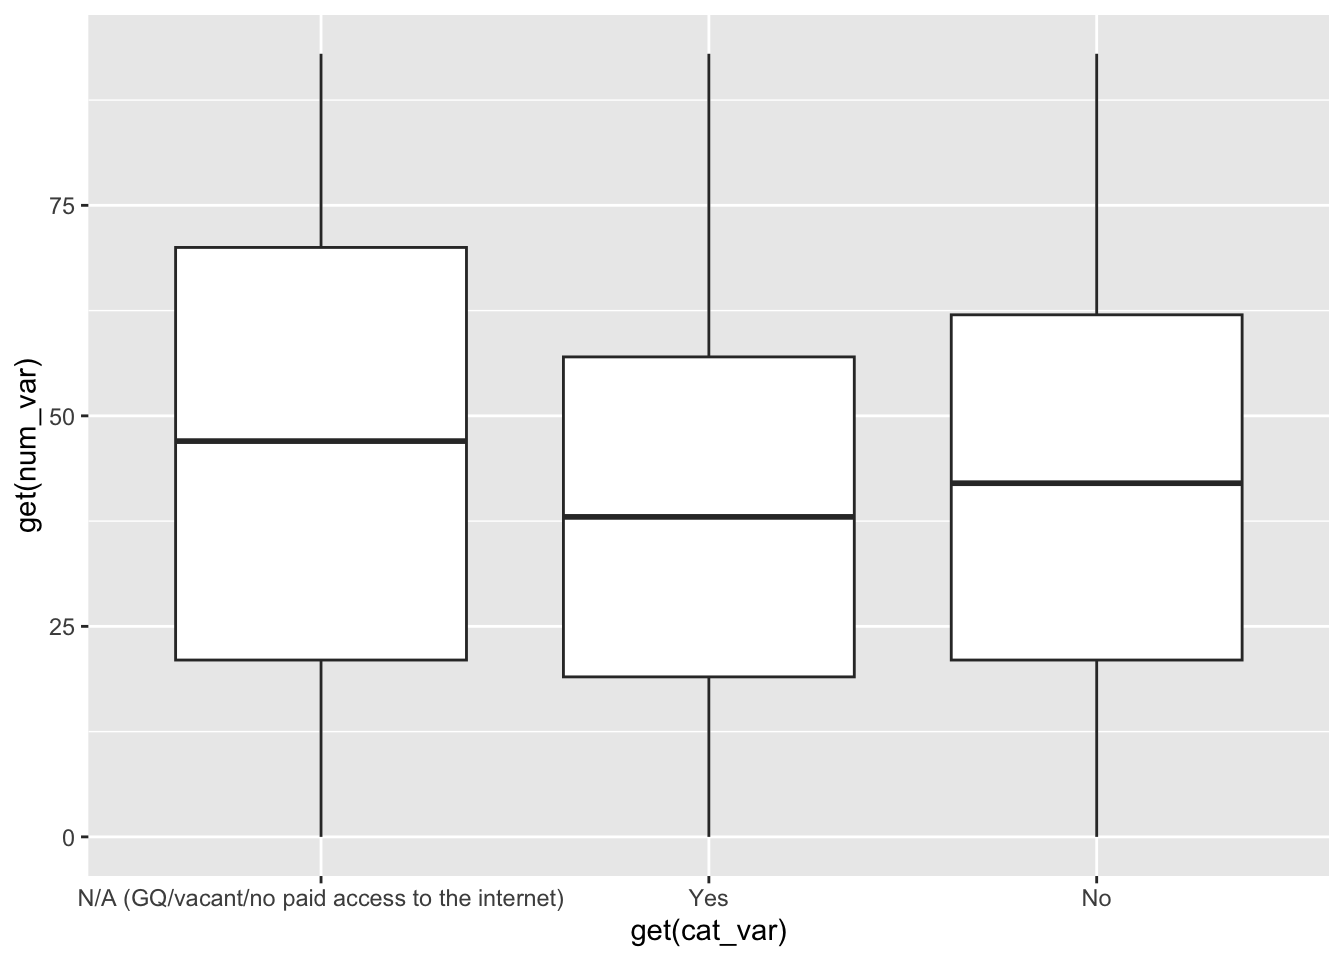 get(num_var)
75
50
25
0
N/A (GQ/vacant/no paid access to the internet)
Yes
No
get(cat_var)